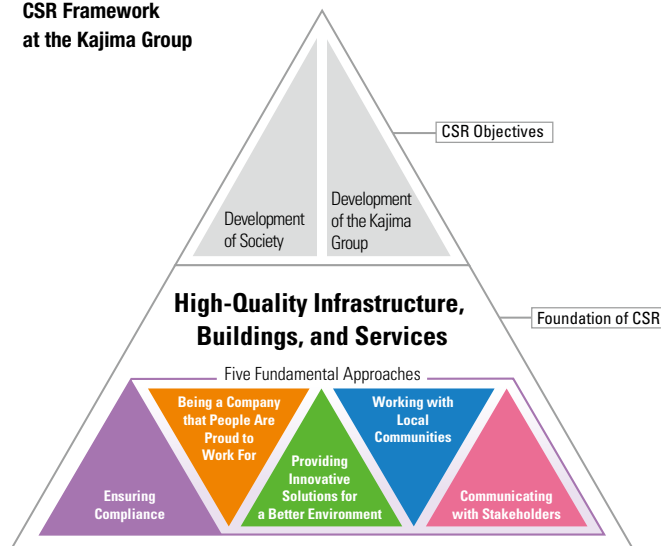 CSR Framework
at the Kajima Group
CSR Objectives
Development
of Society
Development
of the Kajima
Group
High-Quality Infrastructure,
Buildings, and Services
Foundation of CSR
Five Fundamental Approaches
Ensuring
Compliance
Being a Company
that People Are
Proud to
Work For
Providing
Innovative
Solutions for
a Better Environment
Working with
Local
Communities
Communicating
with Stakeholders